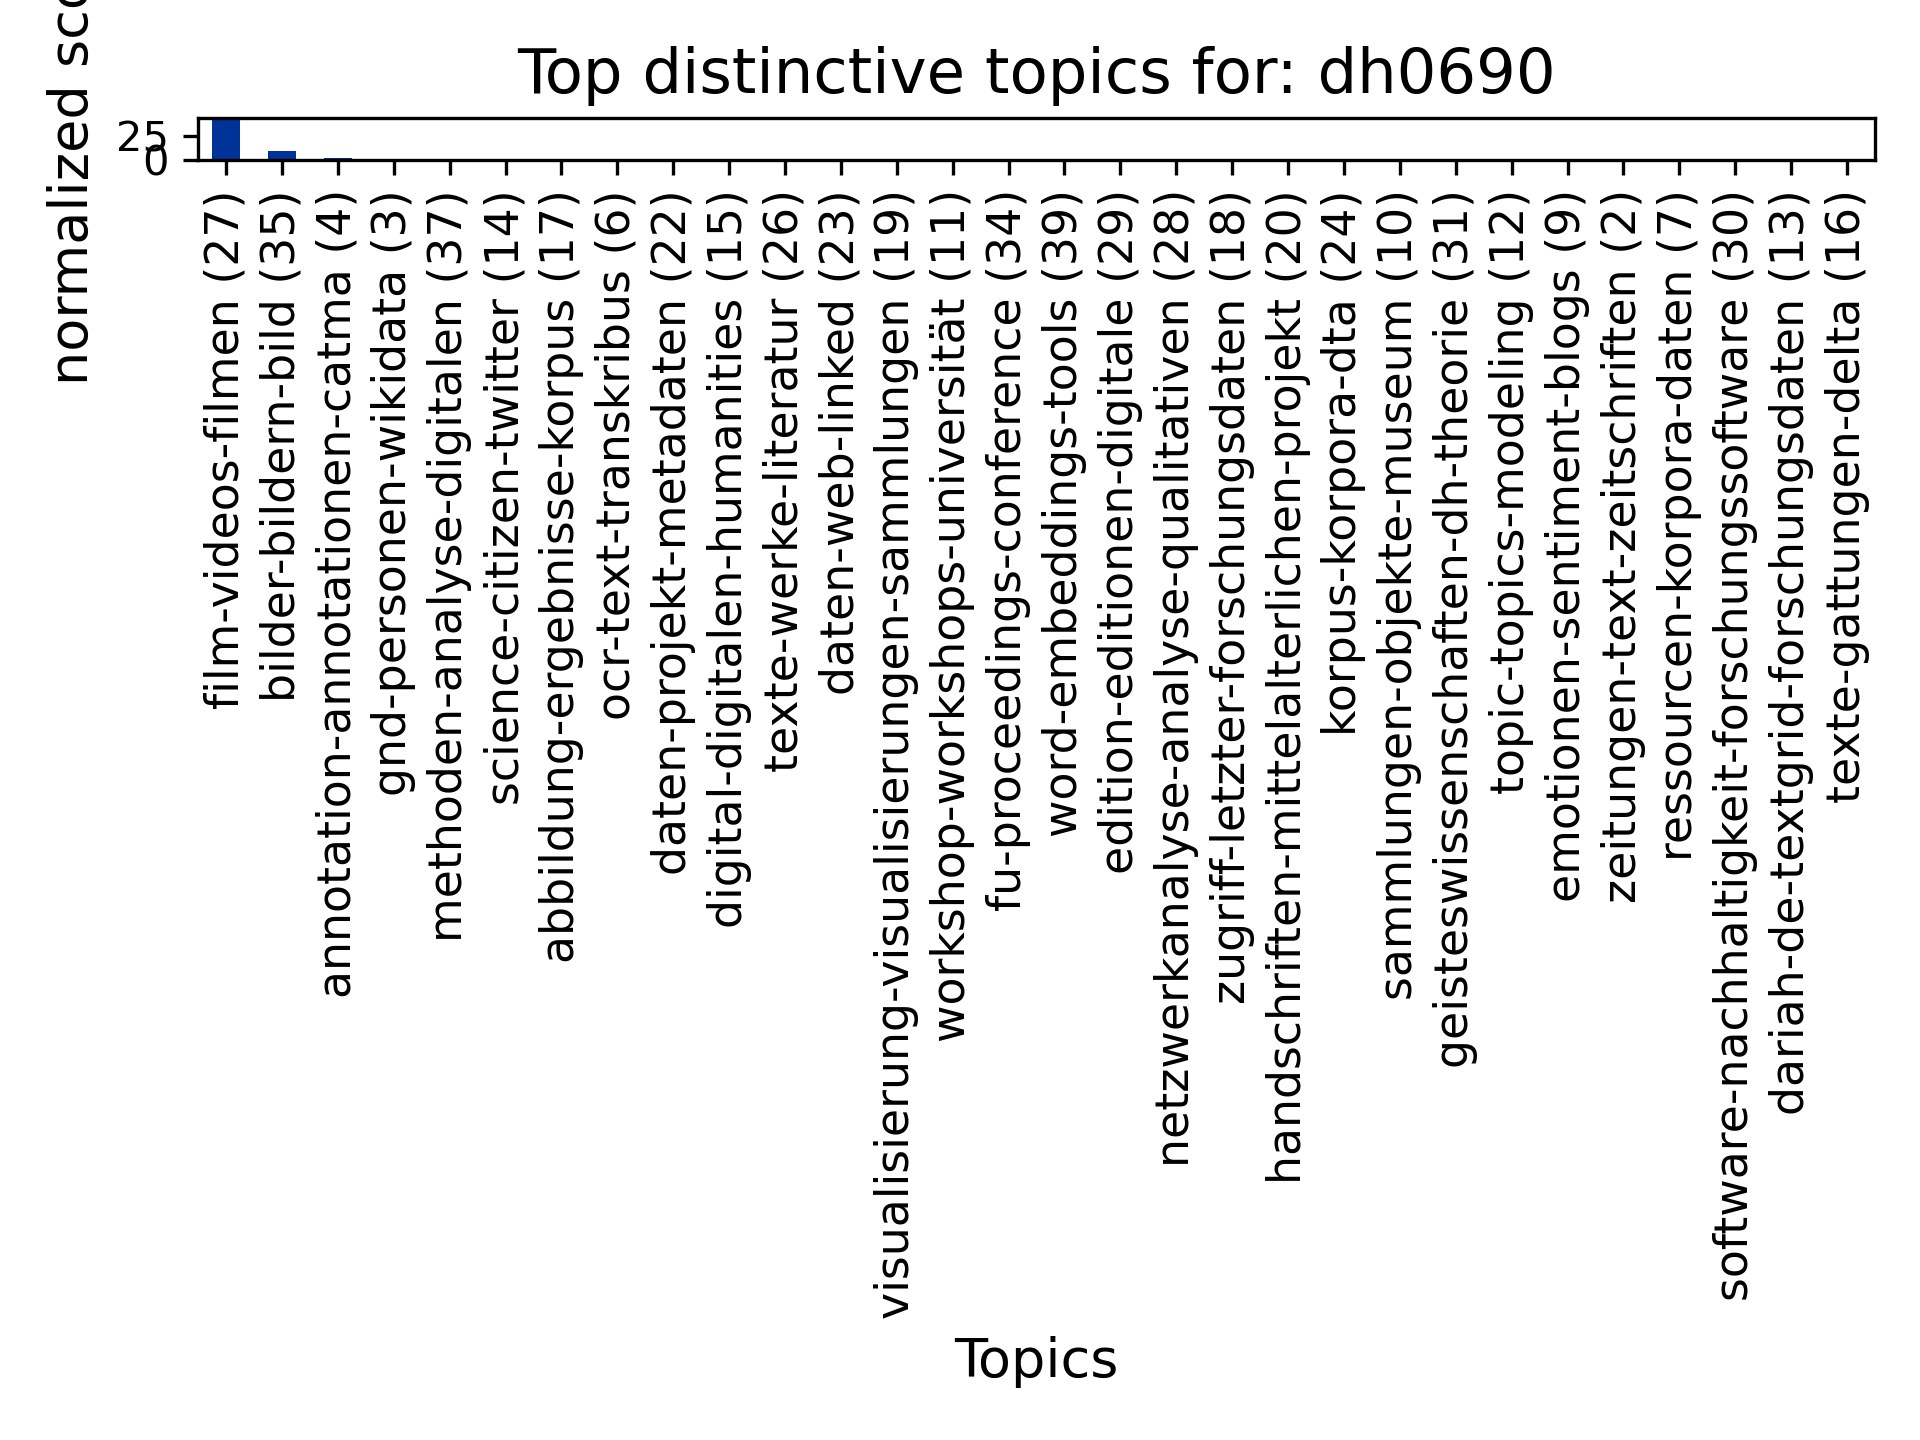 Top distinctive topics for: dh0690
normalized
25
0
film-videos-filmen (27)
bilder-bildern-bild (35)
annotation-annotationen-catma (4)
gnd-personen-wikidata (3)
methoden-analyse-digitalen (37)
science-citizen-twitter (14)
abbildung-ergebnisse-korpus (17)
ocr-text-transkribus (6)
daten-projekt-metadaten (22)
digital-digitalen-humanities (15)
texte-werke-literatur (26)
daten-web-linked (23)
visualisierung-visualisierungen-sammlungen (19)
workshop-workshops-universität (11)
fu-proceedings-conference (34)
word-embeddings-tools (39)
edition-editionen-digitale (29)
netzwerkanalyse-analyse-qualitativen (28)
zugriff-letzter-forschungsdaten (18)
handschriften-mittelalterlichen-projekt (20)
korpus-korpora-dta (24)
sammlungen-objekte-museum (10)
geisteswissenschaften-dh-theorie (31)
topic-topics-modeling (12)
emotionen-sentiment-blogs (9)
zeitungen-text-zeitschriften (2)
ressourcen-korpora-daten (7)
software-nachhaltigkeit-forschungssoftware (30)
dariah-de-textgrid-forschungsdaten (13)
texte-gattungen-delta (16)
Topics